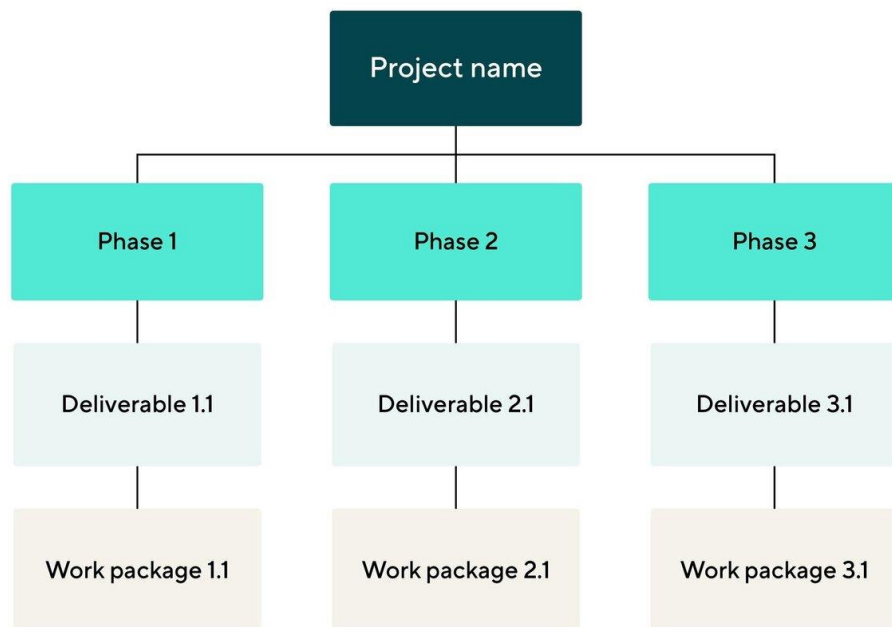 Project name
Phase 1
Phase 2
Phase 3
Deliverable 1.1
Deliverable 2.1
Deliverable 3.1
Work package 1.1
Work package 2.1
Work package 3.1